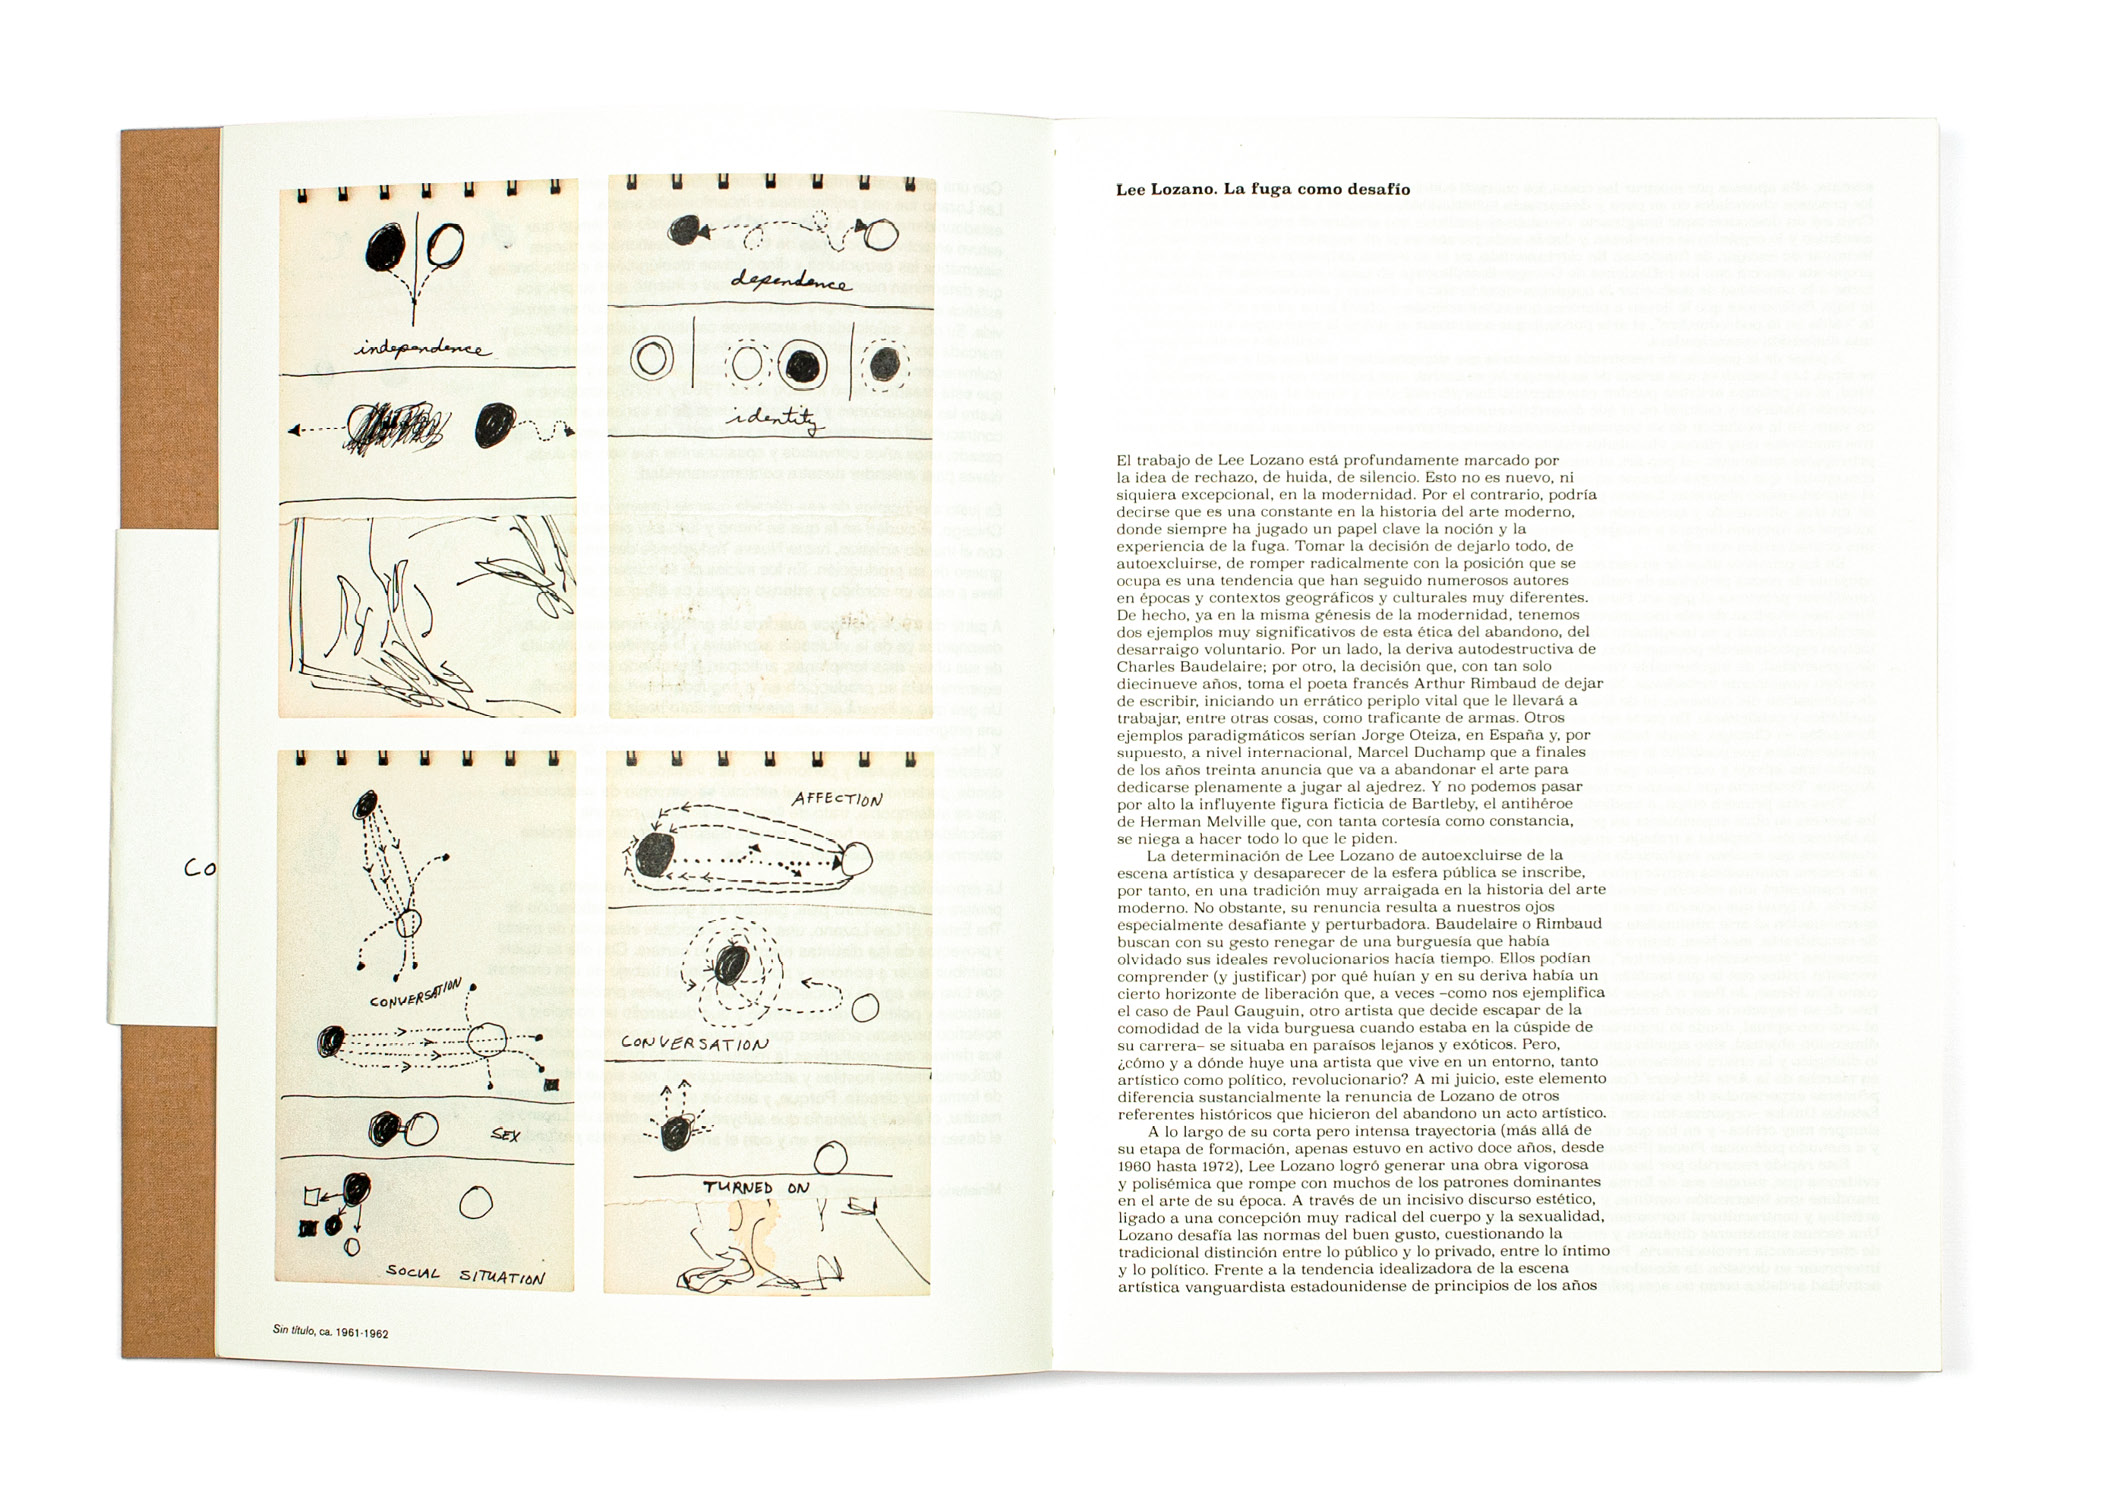 independence
dependence
identity
CONVERSATION
SEX
SOCIAL SITUATION
AFFECTION
CONVERSATION
TURNED ON
CO
Sin título, ca. 1961-1962
Lee Lozano. La fuga como desafío
El trabajo de Lee Lozano está profundamente marcado por
la idea de rechazo, de huida, de silencio. Esto no es nuevo, ni
siquiera excepcional, en la modernidad. Por el contrario, podría
decirse que es una constante en la historia del arte moderno,
donde siempre ha jugado un papel clave la noción y la
experiencia de la fuga. Tomar la decisión de dejarlo todo, de
autoexcluirse, de romper radicalmente con la posición que se
ocupa es una tendencia que han seguido numerosos autores
en épocas y contextos geográficos y culturales muy diferentes.
De hecho, ya en la misma génesis de la modernidad, tenemos
dos ejemplos muy significativos de esta ética del abandono, del
desarraigo voluntario. Por un lado, la deriva autodestructiva de
Charles Baudelaire; por otro, la decisión que, con tan solo
diecinueve años, toma el poeta francés Arthur Rimbaud de dejar
de escribir, iniciando un errático periplo vital que le llevará a
trabajar, entre otras cosas, como traficante de armas. Otros
ejemplos paradigmáticos serían Jorge Oteiza, en España y, por
supuesto, a nivel internacional, Marcel Duchamp que a finales
de los años treinta anuncia que va a abandonar el arte para
dedicarse plenamente a jugar al ajedrez. Y no podemos pasar
por alto la influyente figura ficticia de Bartleby, el antihéroe
de Herman Melville que, con tanta cortesía como constancia,
se niega a hacer todo lo que le piden.
La determinación de Lee Lozano de autoexcluirse de la
escena artística y desaparecer de la esfera pública se inscribe,
por tanto, en una tradición muy arraigada en la historia del arte
moderno. No obstante, su renuncia resulta a nuestros ojos
especialmente desafiante y perturbadora. Baudelaire o Rimbaud
buscan con su gesto renegar de una burguesía que había
olvidado sus ideales revolucionarios hacía tiempo. Ellos podían
comprender (y justificar) por qué huían y en su deriva había un
cierto horizonte de liberación que, a veces –como nos ejemplifica
el caso de Paul Gauguin, otro artista que decide escapar de la
comodidad de la vida burguesa cuando estaba en la cúspide de
su carrera– se situaba en paraísos lejanos y exóticos. Pero,
¿cómo y a dónde huye una artista que vive en un entorno, tanto
artístico como político, revolucionario? A mi juicio, este elemento
diferencia sustancialmente la renuncia de Lozano de otros
referentes históricos que hicieron del abandono un acto artístico.
A lo largo de su corta pero intensa trayectoria (más allá de
su etapa de formación, apenas estuvo en activo doce años, desde
1960 hasta 1972), Lee Lozano logró generar una obra vigorosa
y polisémica que rompe con muchos de los patrones dominantes
en el arte de su época. A través de un incisivo discurso estético,
ligado a una concepción muy radical del cuerpo y la sexualidad,
Lozano desafía las normas del buen gusto, cuestionando la
tradicional distinción entre lo público y lo privado, entre lo íntimo
y lo político. Frente a la tendencia idealizadora de la escena
artística vanguardista estadounidense de principios de los años